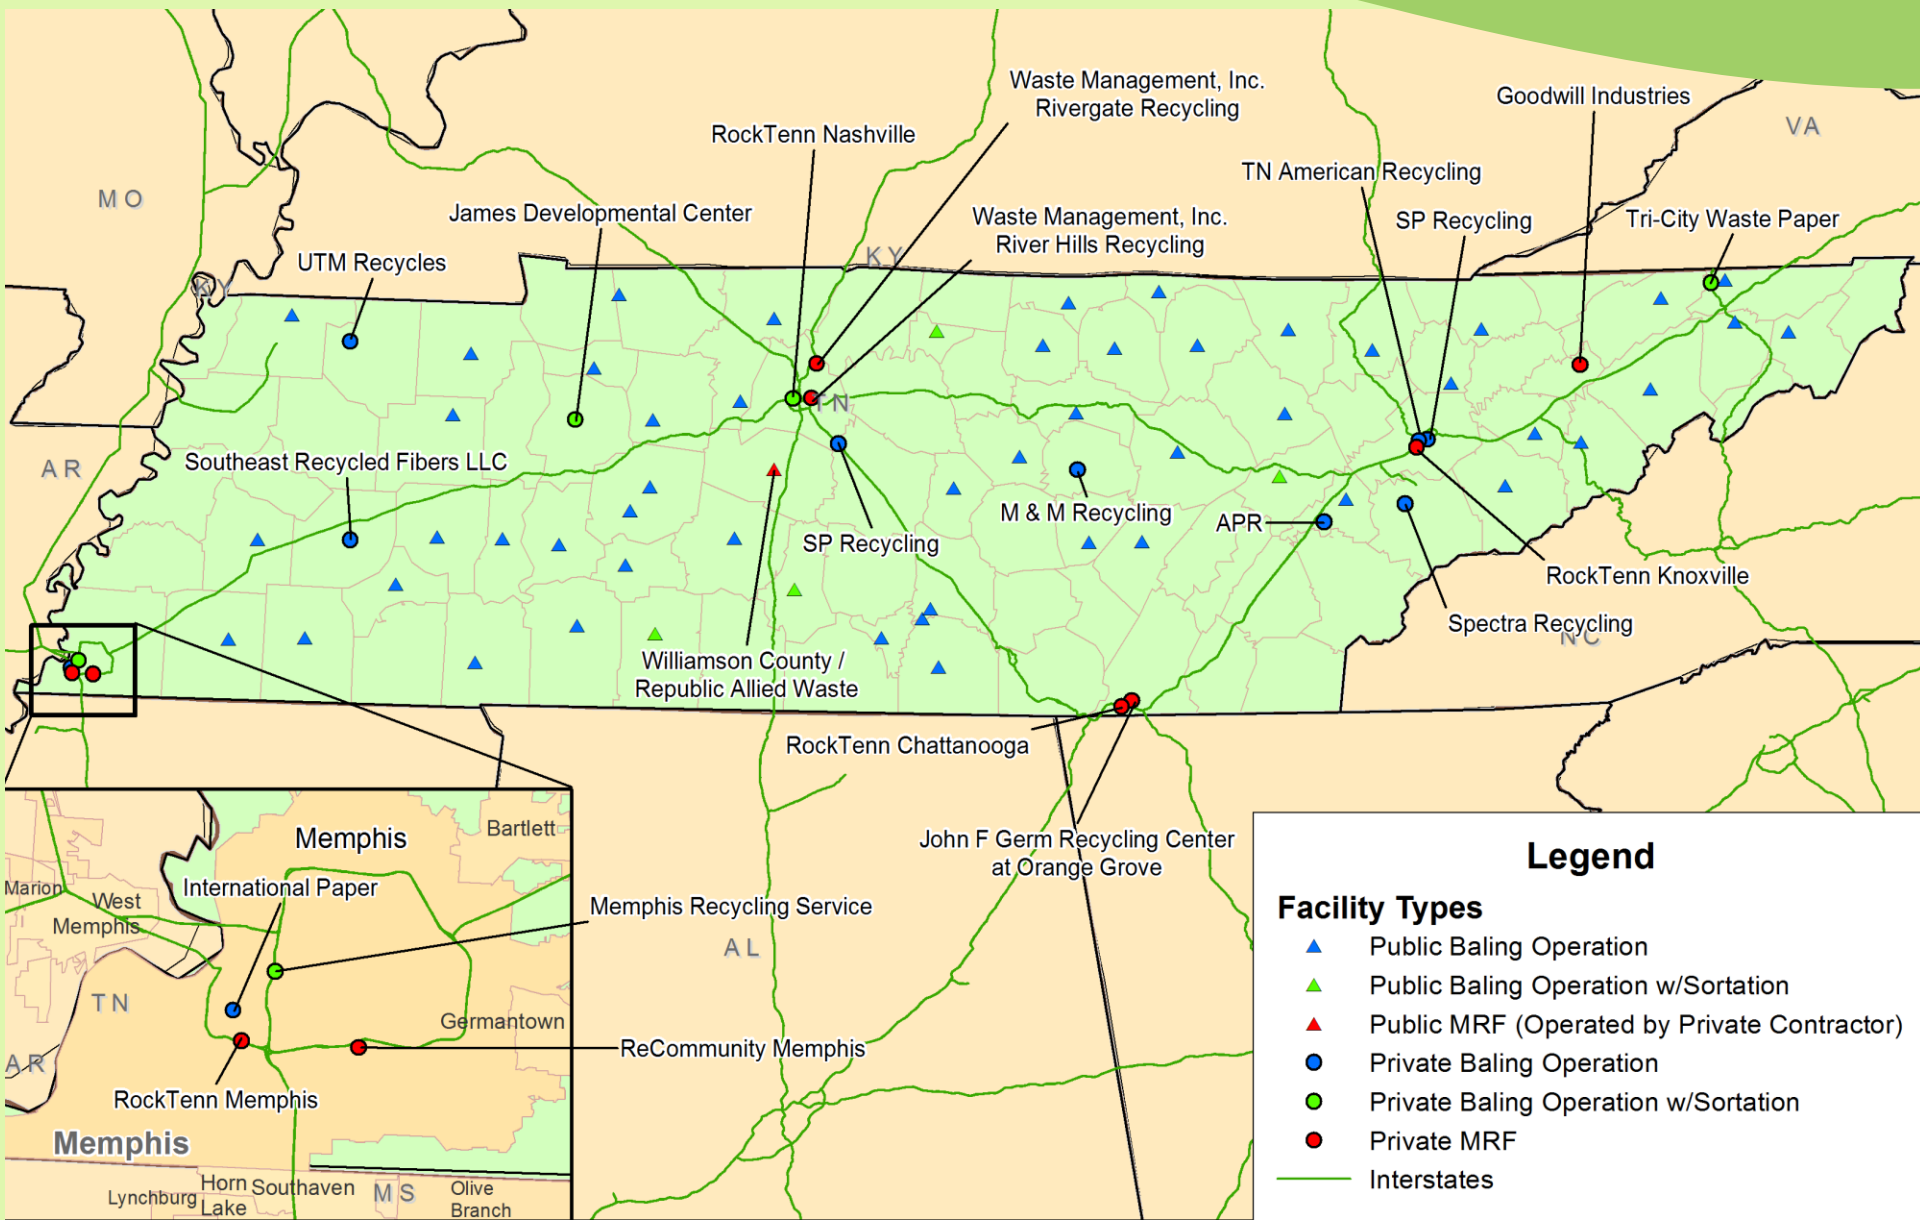 Waste Management, Inc.
Rivergate Recycling
Goodwill Industries
VA
RockTenn Nashville
TN American Recycling
MO
James Developmental Center
Waste Management, Inc.
River Hills Recycling
SP Recycling
Tri-City Waste Paper
UTM Recycles
KY
KY
TN
AR
Southeast Recycled Fibers LLC
M & M Recycling
APR
SP Recycling
RockTenn Knoxville
Spectra Recycling
NC
Williamson County /
Republic Allied Waste
RockTenn Chattanooga
John F Germ Recycling Center
at Orange Grove
AL
Memphis
Bartlett
International Paper
Marion
West
Memphis
Memphis Recycling Service
TN
Germantown
ReCommunity Memphis
AR
RockTenn Memphis
Memphis
Lynchburg
Horn
Lake
Southaven
MS
Olive
Branch
Legend
Facility Types
Public Baling Operation
Public Baling Operation w/Sortation
Public MRF (Operated by Private Contractor)
Private Baling Operation
Private Baling Operation w/Sortation
Private MRF
Interstates